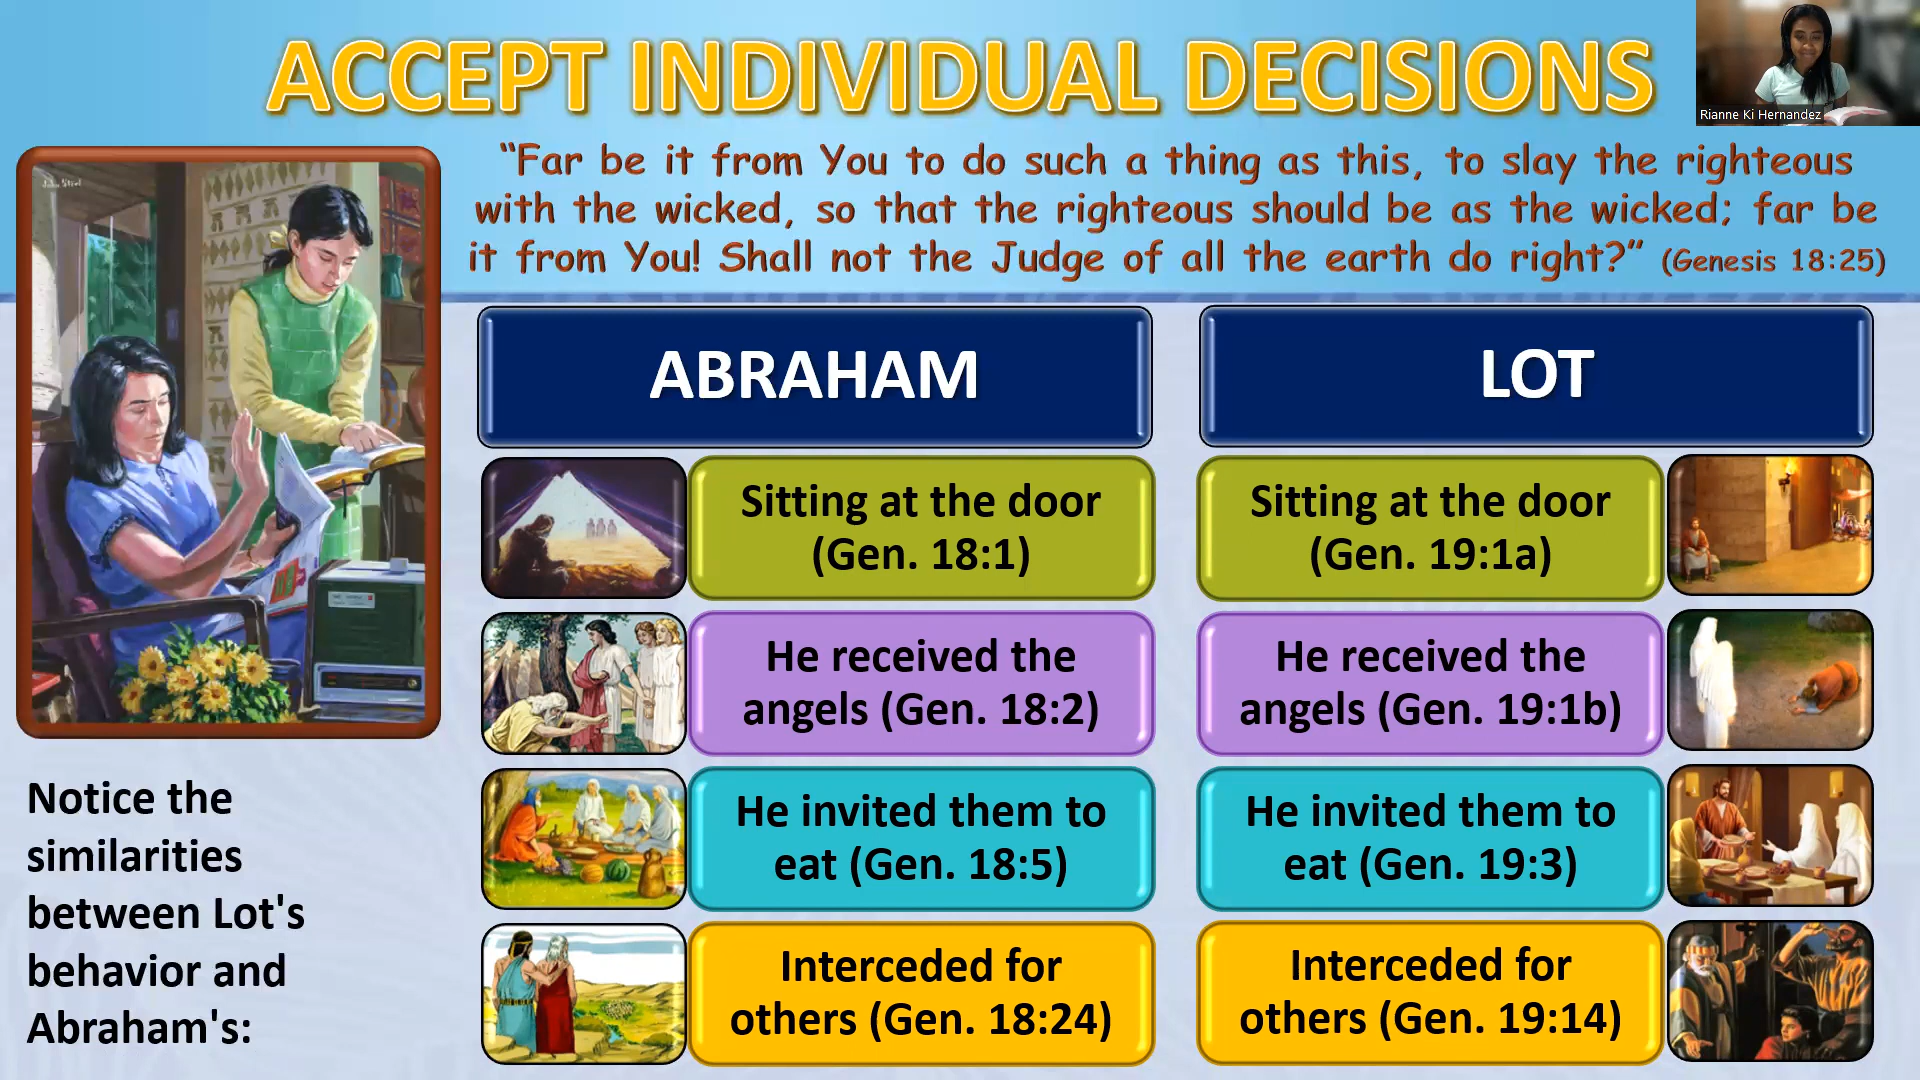 ACCEPT INDIVIDUAL DECISIONS
Rianne Ki Hernandez
“Far be it from You to do such a thing as this, to slay the righteous
with the wicked, so that the righteous should be as the wicked; far be
it from You! Shall not the Judge of all the earth do right?” (Genesis 18:25)
ABRAHAM
LOT
Sitting at the door
(Gen. 18:1)
Sitting at the door
(Gen. 19:1a)
He received the
angels (Gen. 18:2)
He received the
angels (Gen. 19:1b)
He invited them to
eat (Gen. 18:5)
He invited them to
eat (Gen. 19:3)
Interceded for
others (Gen. 18:24)
Interceded for
others (Gen. 19:14)
Notice the
similarities
between Lot's
behavior and
Abraham's: